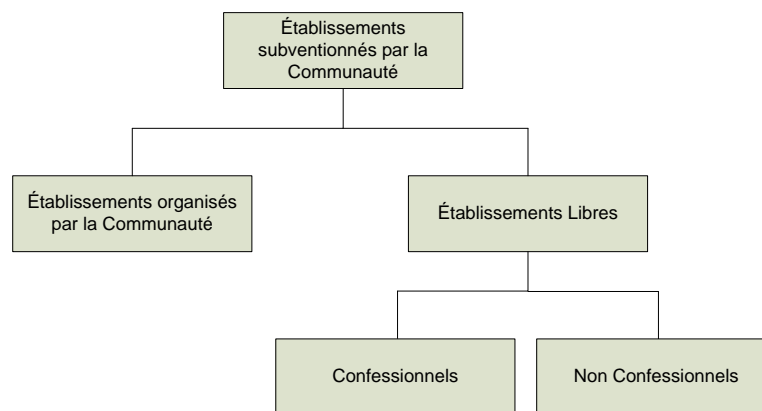 Établissements
subventionnés par la
Communauté
Établissements organisés
par la Communauté
Établissements Libres
Confessionnels
Non Confessionnels